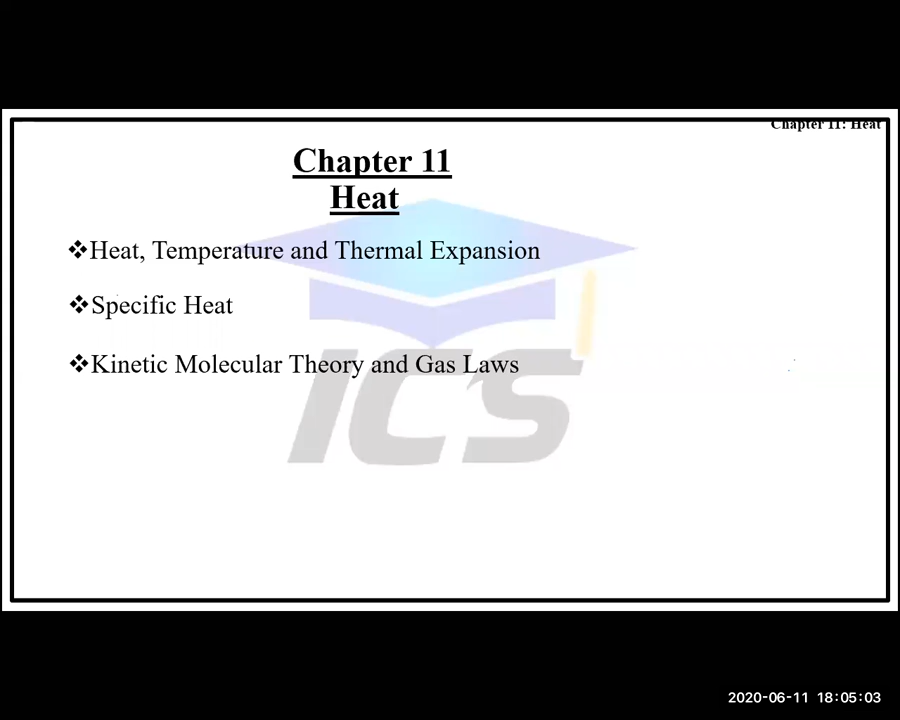 Chapter 11: Heat
Chapter 11
Heat
❖Heat, Temperature and Thermal Expansion
❖Specific Heat
❖Kinetic Molecular Theory and Gas Laws
ICS
2020-06-11 18:05:03